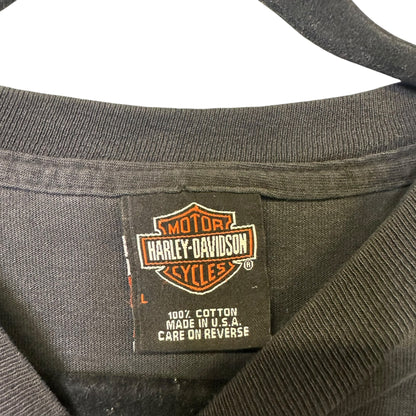 MOTOR
HARLEY-DAVIDSON
CYCLES
®
L
100% COTTON
MADE IN U.S.A.
CARE ON REVERSE